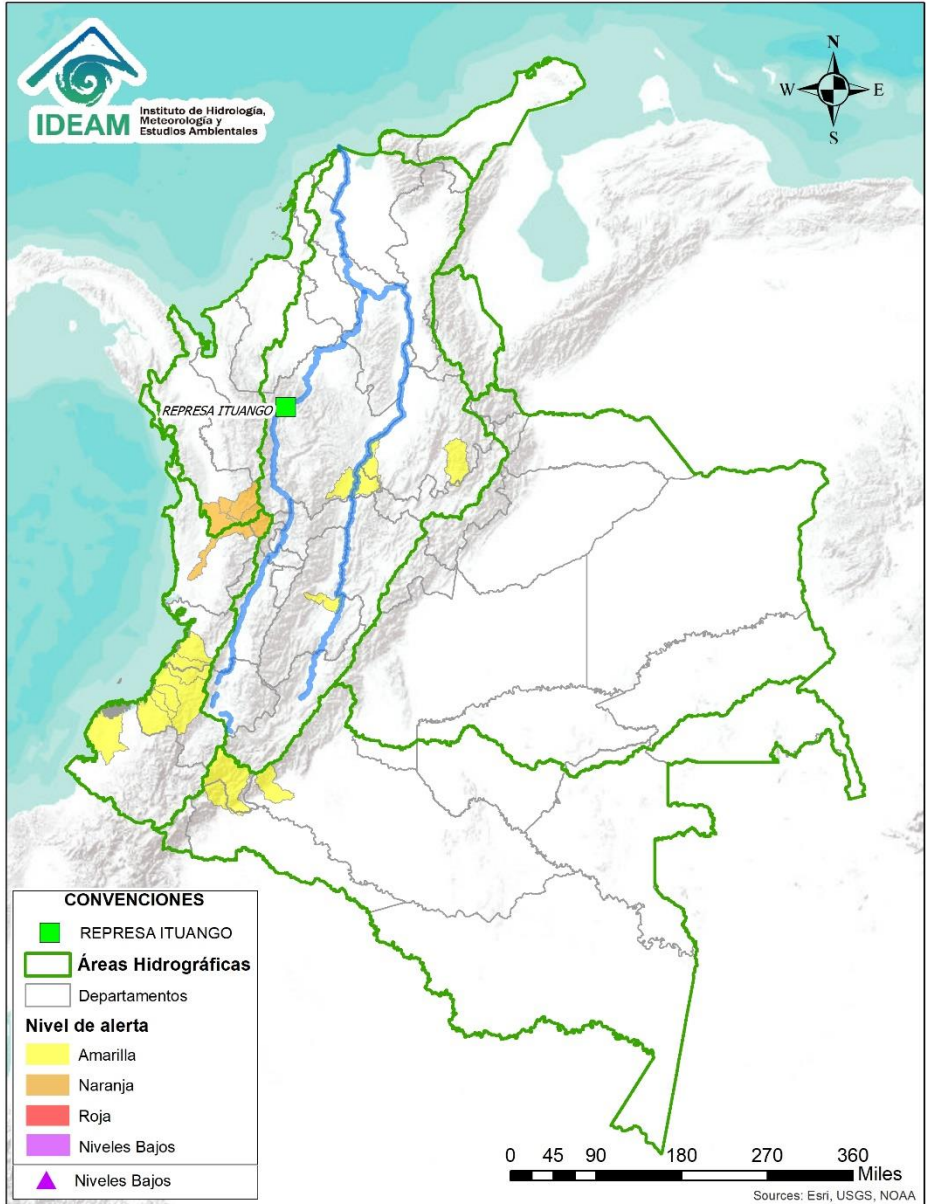 IDEAM
Instituto de Hidrología,
Meteorología y
Estudios Ambientales
N
W
E
S
REPRESA ITUANGO
CONVENCIONES
REPRESA ITUANGO
Áreas Hidrográficas
Departamentos
Nivel de alerta
Amarilla
Naranja
Roja
Niveles Bajos
Niveles Bajos
0 45 90 180 270 360
Miles
Sources: Esri, USGS, NOAA